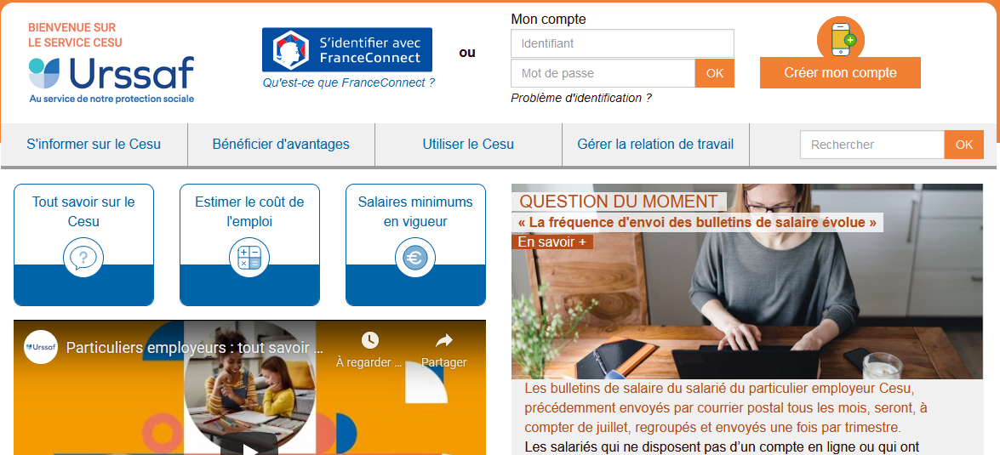 BIENVENUE SUR
LE SERVICE CESU
Urssaf
Au service de notre protection sociale
S'identifier avec
FranceConnect
Qu'est-ce que FranceConnect ?
ou
Mon compte
Identifiant
Mot de passe
OK
Problème d'identification ?
Créer mon compte
S'informer sur le Cesu
Bénéficier d'avantages
Utiliser le Cesu
Gérer la relation de travail
Rechercher
OK
Tout savoir sur le
Cesu
Estimer le coût de
l'emploi
Salaires minimums
en vigueur
Urssaf
Particuliers employeurs : tout savoir ...
À regarder ...
Partager
QUESTION DU MOMENT
« La fréquence d'envoi des bulletins de salaire évolue »
En savoir +
Les bulletins de salaire du salarié du particulier employeur Cesu,
précédemment envoyés par courrier postal tous les mois, seront, à
compter de juillet, regroupés et envoyés une fois par trimestre.
Les salariés qui ne disposent pas d’un compte en ligne ou qui ont